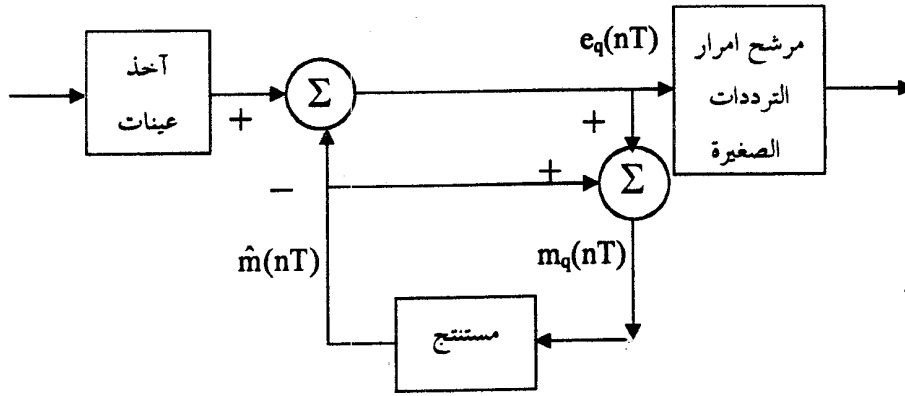 آخذ
عينات
Σ
+
e_q(nT)
مرشح امرار
الترددات
الصغيرة
+
Σ
+
−
m̂(nT)
m_q(nT)
مستنتج